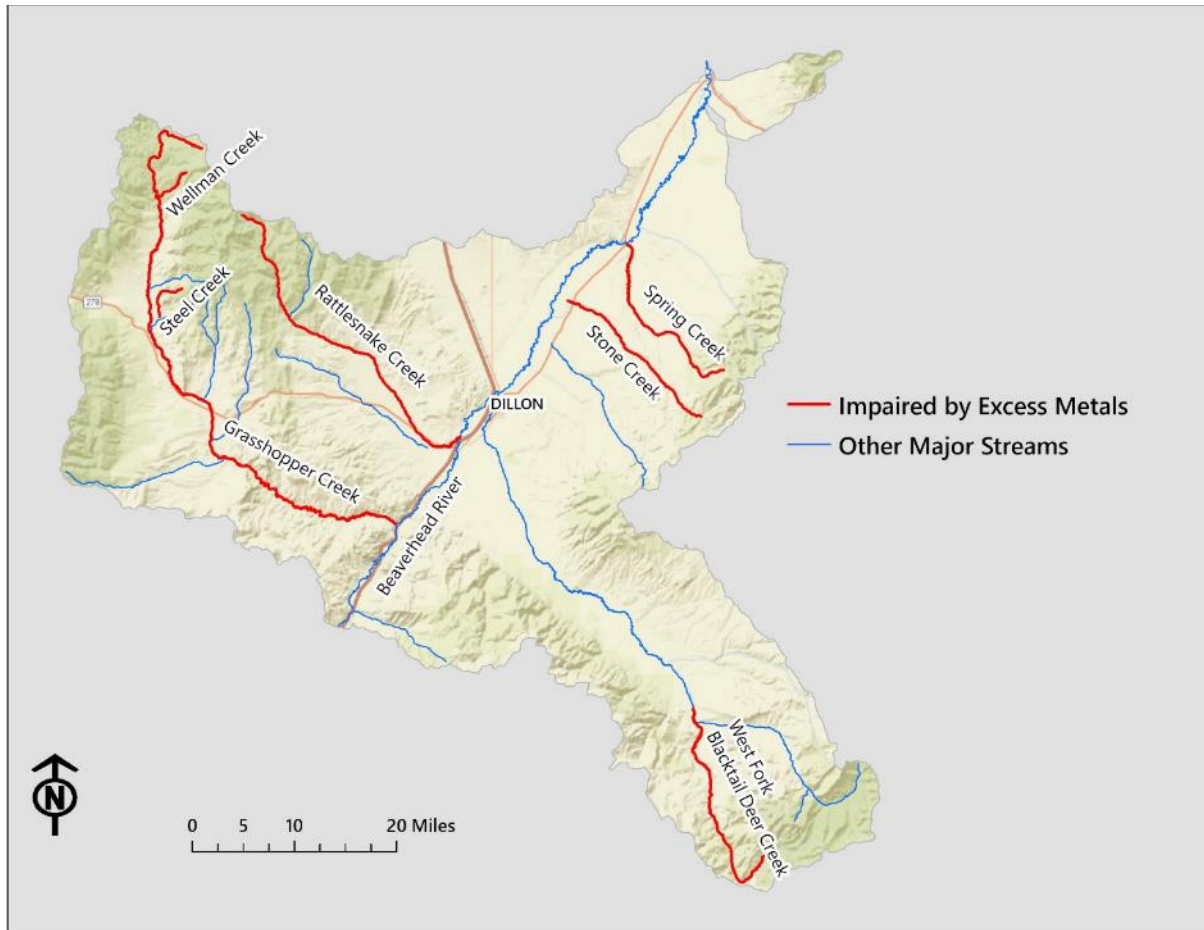 Wellman Creek
278
Steel Creek
Rattlesnake Creek
Spring Creek
Stone Creek
DILLON
Impaired by Excess Metals
Other Major Streams
Grasshopper Creek
Beaverhead River
West Fork
Blacktail Deer Creek
N
0 5 10 20 Miles